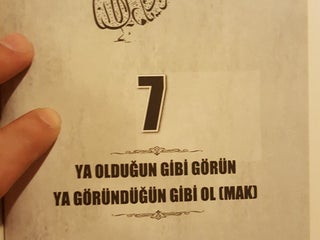 7
YA OLDUĞUN GİBİ GÖRÜN
YA GÖRÜNDÜĞÜN GİBİ OL (MAK)